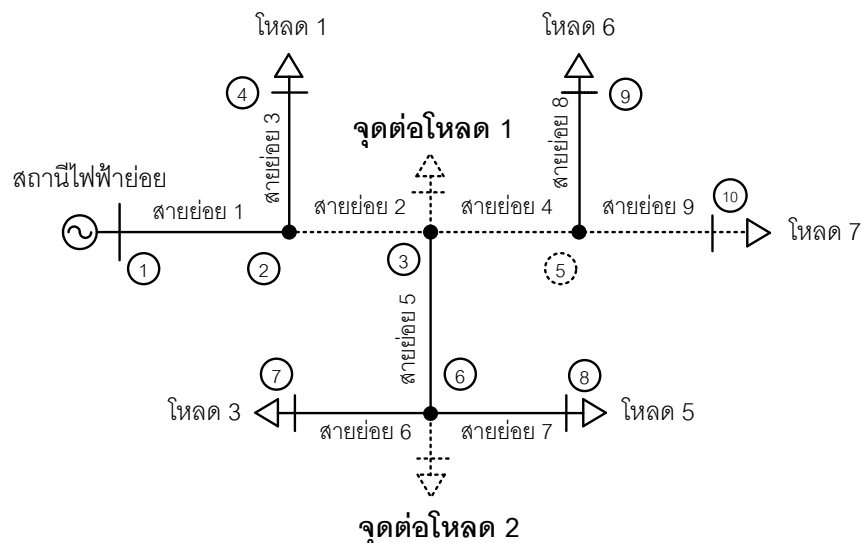 โหลด 1
โหลด 6
4
9
สายย่อย 3
สายย่อย 8
จุดต่อโหลด 1
สถานีไฟฟ้าย่อย
สายย่อย 1
สายย่อย 2
สายย่อย 4
สายย่อย 9
10
โหลด 7
1
2
3
5
สายย่อย 5
7
6
8
โหลด 3
โหลด 5
สายย่อย 6
สายย่อย 7
จุดต่อโหลด 2